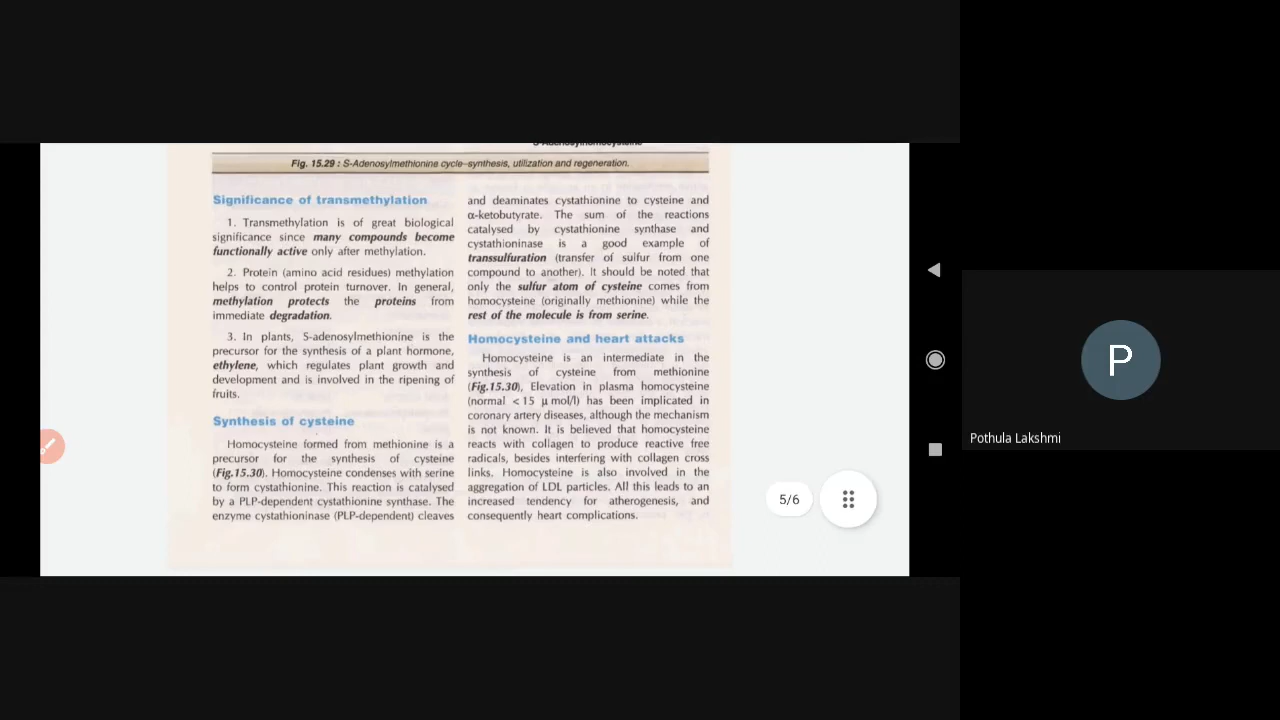 S-Adenosylhomocysteine
Fig. 15.29 : S-Adenosylmethionine cycle–synthesis, utilization and regeneration.
Significance of transmethylation
1. Transmethylation is of great biological
significance since many compounds become
functionally active only after methylation.
2. Protein (amino acid residues) methylation
helps to control protein turnover. In general,
methylation protects the proteins from
immediate degradation.
3. In plants, S-adenosylmethionine is the
precursor for the synthesis of a plant hormone,
ethylene, which regulates plant growth and
development and is involved in the ripening of
fruits.
Synthesis of cysteine
Homocysteine formed from methionine is a
precursor for the synthesis of cysteine
(Fig.15.30). Homocysteine condenses with serine
to form cystathionine. This reaction is catalysed
by a PLP-dependent cystathionine synthase. The
enzyme cystathioninase (PLP-dependent) cleaves
and deaminates cystathionine to cysteine and
α-ketobutyrate. The sum of the reactions
catalysed by cystathionine synthase and
cystathioninase is a good example of
transsulfuration (transfer of sulfur from one
compound to another). It should be noted that
only the sulfur atom of cysteine comes from
homocysteine (originally methionine) while the
rest of the molecule is from serine.
Homocysteine and heart attacks
Homocysteine is an intermediate in the
synthesis of cysteine from methionine
(Fig.15.30), Elevation in plasma homocysteine
(normal <15 μ mol/l) has been implicated in
coronary artery diseases, although the mechanism
is not known. It is believed that homocysteine
reacts with collagen to produce reactive free
radicals, besides interfering with collagen cross
links. Homocysteine is also involved in the
aggregation of LDL particles. All this leads to an
increased tendency for atherogenesis, and
consequently heart complications.
5/6
P
Pothula Lakshmi